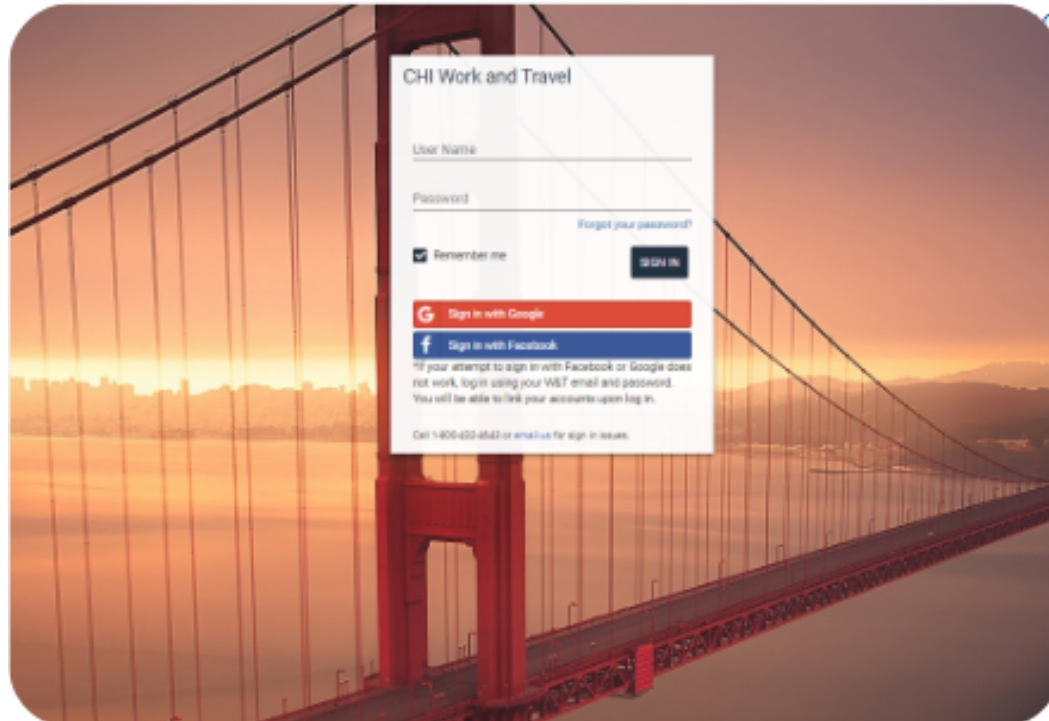 CHI Work and Travel
User Name
Password
Forgot your password?
Remember me
SIGN IN
G Sign in with Google
f Sign in with Facebook
*If your attempt to sign in with Facebook or Google does
not work, log in using your W&T email and password.
You will be able to link your accounts upon log in.
Call or email us for sign in issues.